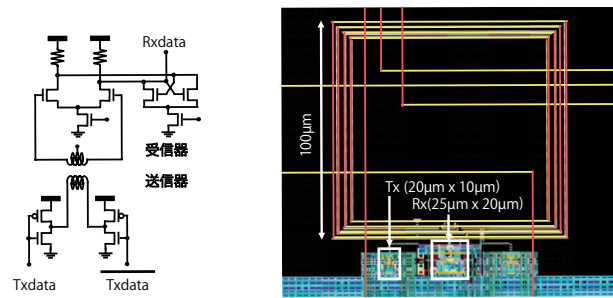 Rxdata
受信器
送信器
Txdata
Txdata
100μm
Tx (20μm x 10μm)
Rx(25μm x 20μm)